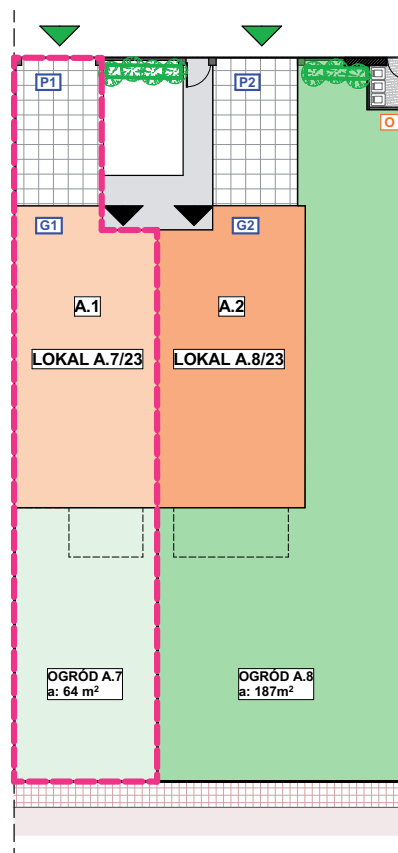 P1
P2
O
G1
G2
A.1
A.2
LOKAL A.7/23
LOKAL A.8/23
OGRÓD A.7
a: 64 m²
OGRÓD A.8
a: 187m²